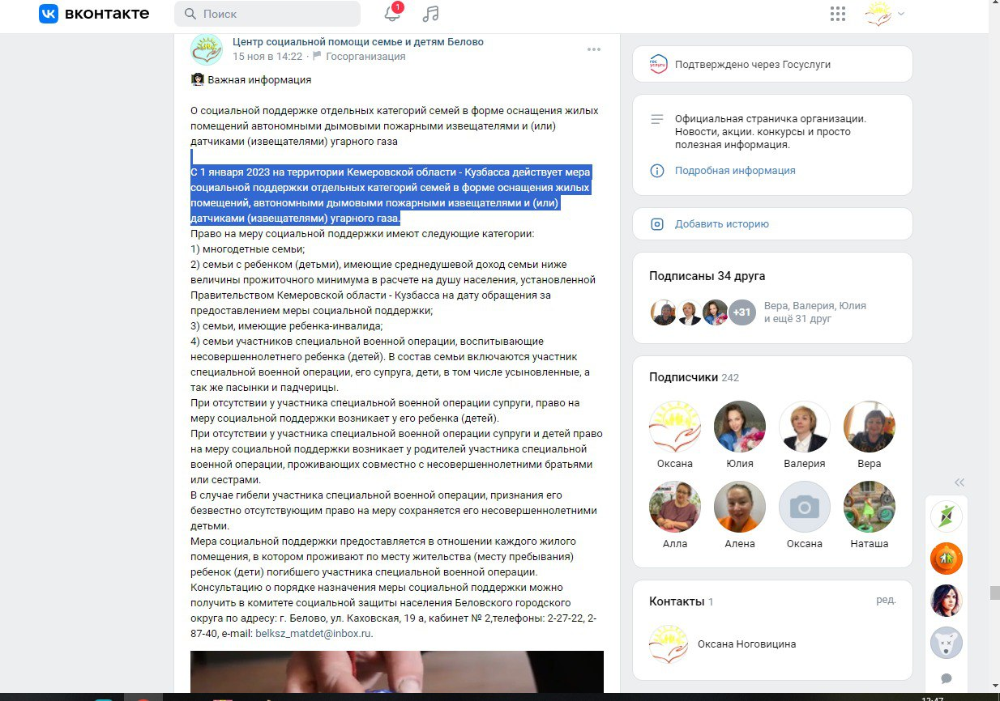 вконтакте
Поиск
1
Центр социальной помощи семье и детям Белово
15 ноя в 14:22 · Госорганизация
Важная информация
О социальной поддержке отдельных категорий семей в форме оснащения жилых
помещений автономными дымовыми пожарными извещателями и (или)
датчиками (извещателями) угарного газа
С 1 января 2023 на территории Кемеровской области - Кузбасса действует мера
социальной поддержки отдельных категорий семей в форме оснащения жилых
помещений, автономными дымовыми пожарными извещателями и (или)
датчиками (извещателями) угарного газа.
Право на меру социальной поддержки имеют следующие категории:
1) многодетные семьи;
2) семьи с ребенком (детьми), имеющие среднедушевой доход семьи ниже
величины прожиточного минимума в расчете на душу населения, установленной
Правительством Кемеровской области - Кузбасса на дату обращения за
предоставлением меры социальной поддержки;
3) семьи, имеющие ребенка-инвалида;
4) семьи участников специальной военной операции, воспитывающие
несовершеннолетнего ребенка (детей). В состав семьи включаются участник
специальной военной операции, его супруга, дети, в том числе усыновленные, а
так же пасынки и падчерицы.
При отсутствии у участника специальной военной операции супруги, право на
меру социальной поддержки возникает у его ребенка (детей).
При отсутствии у участника специальной военной операции супруги и детей право
на меру социальной поддержки возникает у родителей участника специальной
военной операции, проживающих совместно с несовершеннолетними братьями
или сестрами.
В случае гибели участника специальной военной операции, признания его
безвестно отсутствующим право на меру сохраняется его несовершеннолетними
детьми.
Мера социальной поддержки предоставляется в отношении каждого жилого
помещения, в котором проживают по месту жительства (месту пребывания)
ребенок (дети) погибшего участника специальной военной операции.
Консультацию о порядке назначения меры социальной поддержки можно
получить в комитете социальной защиты населения Беловского городского
округа по адресу: г. Белово, ул. Каховская, 19 а, кабинет № 2,телефоны: 2-27-22, 2-
87-40, e-mail: belksz_matdet@inbox.ru.
гос
услуги
Подтверждено через Госуслуги
Официальная страничка организации.
Новости, акции. конкурсы и просто
полезная информация.
Подробная информация
Добавить историю
Подписаны 34 друга
+31
Вера, Валерия, Юлия
и ещё 31 друг
Подписчики 242
Оксана Юлия Валерия Вера
Алла Алена Оксана Наташа
Контакты 1 ред.
Оксана Ноговицина
13:47